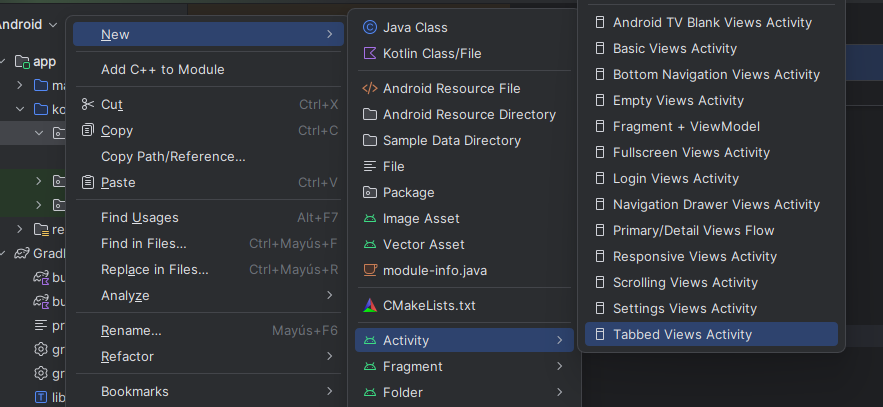 Android
app
ma
ko
re
Gradl
bu
bu
pr
gr
gr
lib
New
Add C++ to Module
Cut Ctrl+X
Copy Ctrl+C
Copy Path/Reference...
Paste Ctrl+V
Find Usages Alt+F7
Find in Files... Ctrl+Mayús+F
Replace in Files... Ctrl+Mayús+R
Analyze
Rename... Mayús+F6
Refactor
Bookmarks
Java Class
Kotlin Class/File
Android Resource File
Android Resource Directory
Sample Data Directory
File
Package
Image Asset
Vector Asset
module-info.java
CMakeLists.txt
Activity
Fragment
Folder
Android TV Blank Views Activity
Basic Views Activity
Bottom Navigation Views Activity
Empty Views Activity
Fragment + ViewModel
Fullscreen Views Activity
Login Views Activity
Navigation Drawer Views Activity
Primary/Detail Views Flow
Responsive Views Activity
Scrolling Views Activity
Settings Views Activity
Tabbed Views Activity